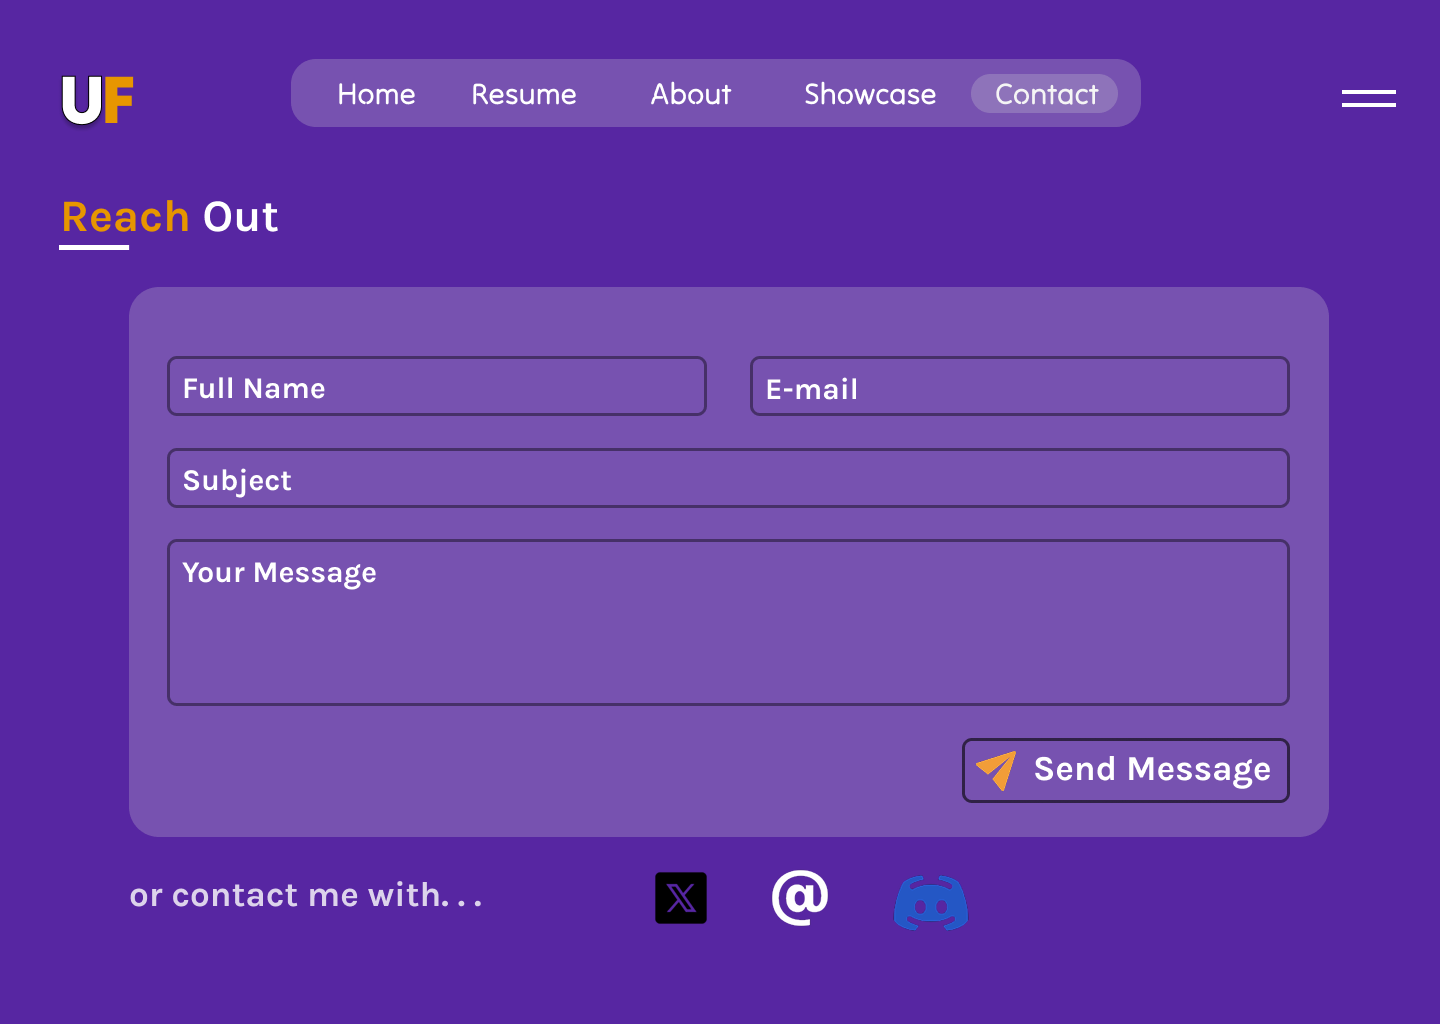 UF
Home Resume About Showcase Contact
Reach Out
Full Name E-mail
Subject
Your Message
Send Message
or contact me with. . . 𝕏 @